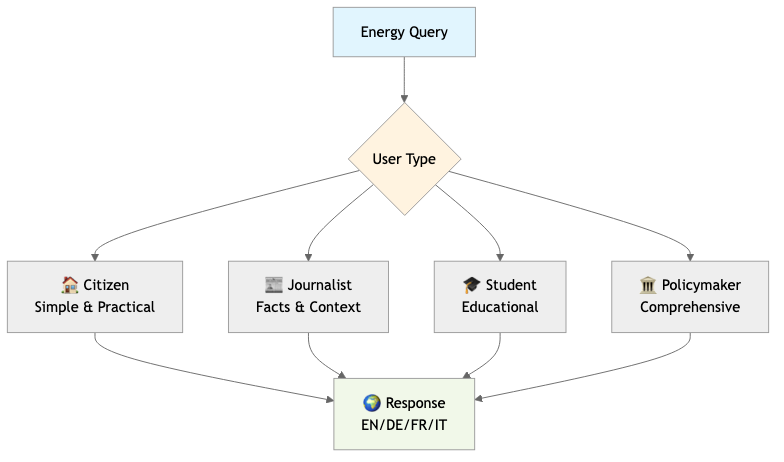 Energy Query
User Type
🏠 Citizen
Simple & Practical
📰 Journalist
Facts & Context
🎓 Student
Educational
🏛️ Policymaker
Comprehensive
🌍 Response
EN/DE/FR/IT